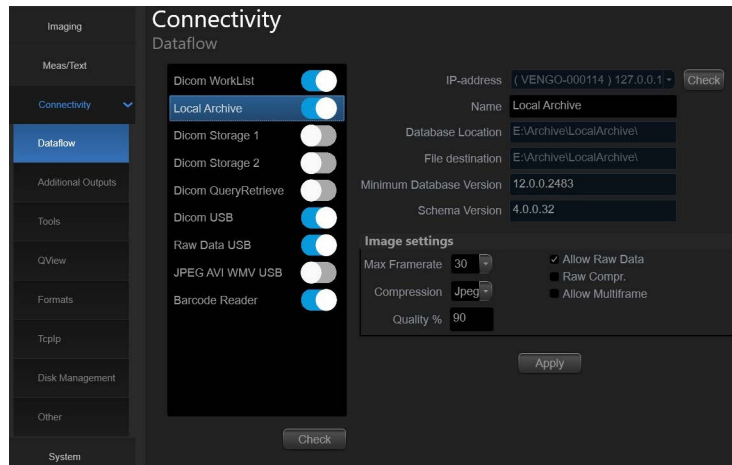 Connectivity
Dataflow
Imaging
Meas/Text
Connectivity
Dataflow
Additional Outputs
Tools
QView
Formats
TcpIp
Disk Management
Other
System
Dicom WorkList
Local Archive
Dicom Storage 1
Dicom Storage 2
Dicom QueryRetrieve
Dicom USB
Raw Data USB
JPEG AVI WMV USB
Barcode Reader
Check
IP-address ( VENGO-000114 ) 127.0.0.1 Check
Name Local Archive
Database Location E:\Archive\LocalArchive\
File destination E:\Archive\LocalArchive\
Minimum Database Version 12.0.0.2483
Schema Version 4.0.0.32
Image settings
Max Framerate 30
Compression Jpeg
Quality % 90
Allow Raw Data
Raw Compr.
Allow Multiframe
Apply